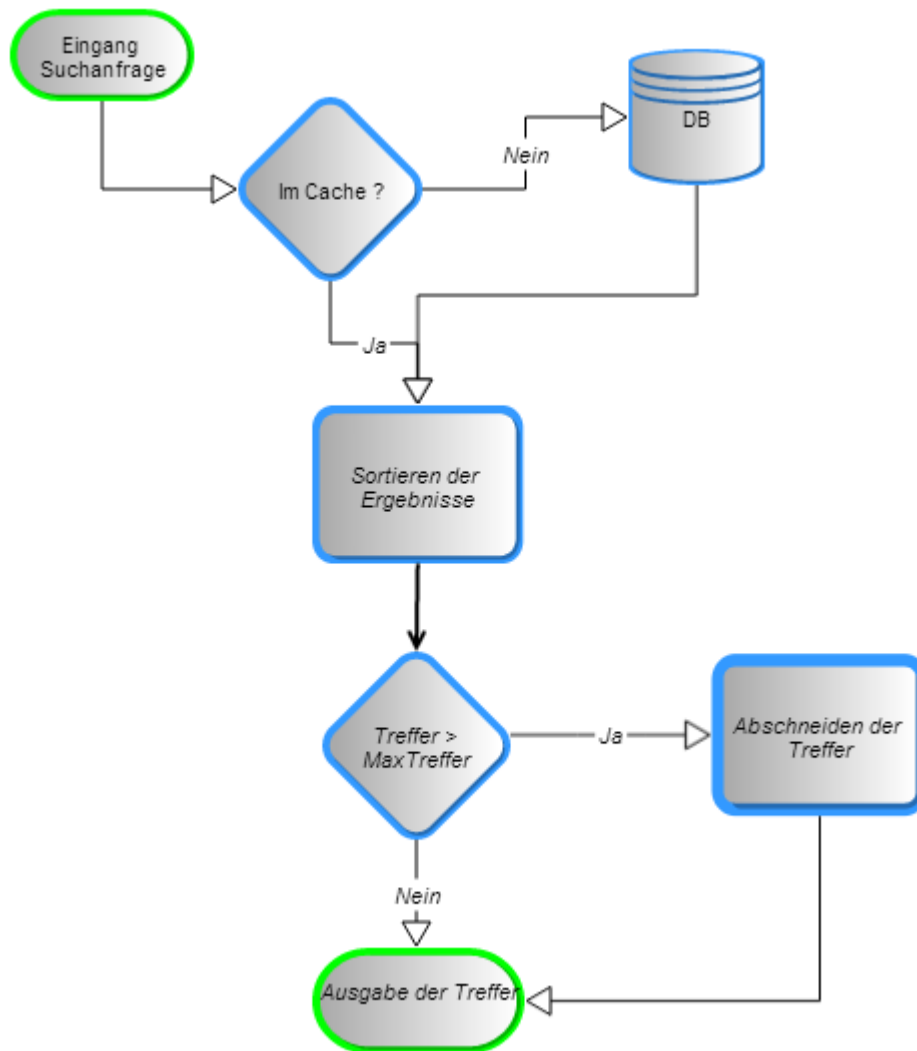 Eingang
Suchanfrage
DB
Nein
Im Cache ?
Ja
Sortieren der
Ergebnisse
Treffer >
MaxTreffer
Ja
Abschneiden der
Treffer
Nein
Ausgabe der Treffer